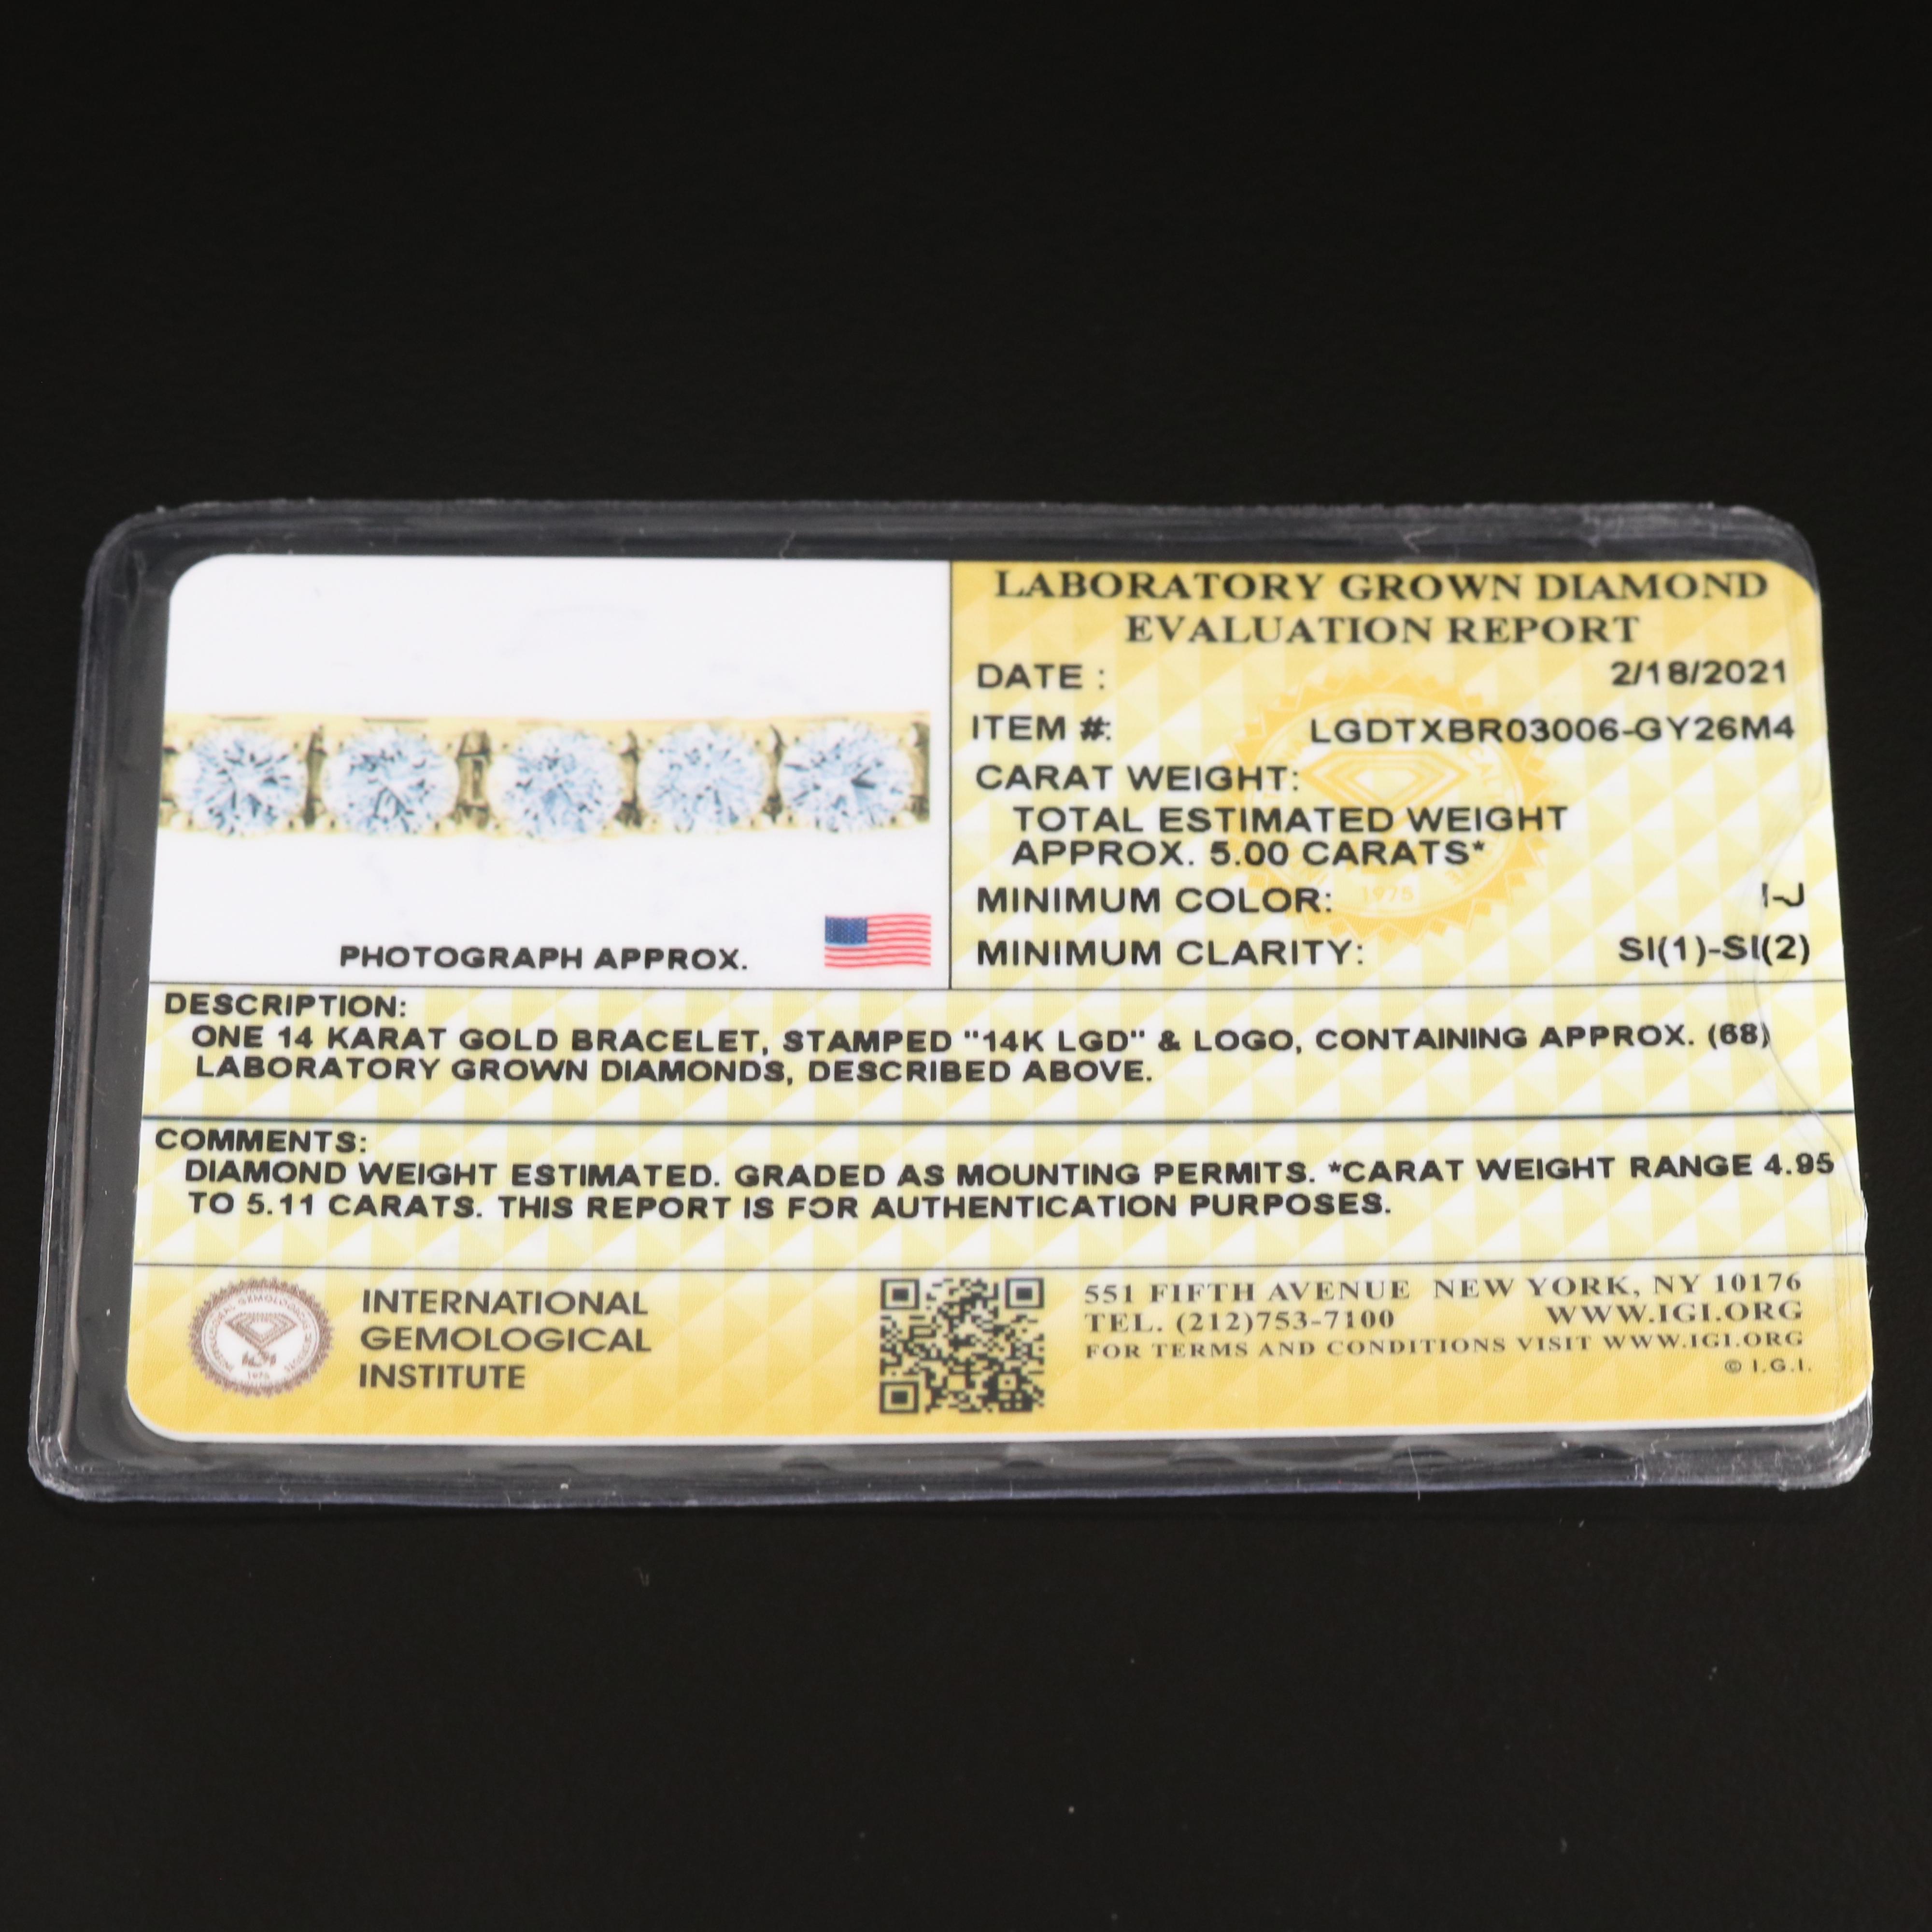 LABORATORY GROWN DIAMOND
EVALUATION REPORT
DATE : 2/18/2021
ITEM #: LGDTXBR03006-GY26M4
CARAT WEIGHT:
TOTAL ESTIMATED WEIGHT
APPROX. 5.00 CARATS*
MINIMUM COLOR: I-J
MINIMUM CLARITY: SI(1)-SI(2)
PHOTOGRAPH APPROX.
DESCRIPTION:
ONE 14 KARAT GOLD BRACELET, STAMPED "14K LGD" & LOGO, CONTAINING APPROX. (68)
LABORATORY GROWN DIAMONDS, DESCRIBED ABOVE.
COMMENTS:
DIAMOND WEIGHT ESTIMATED. GRADED AS MOUNTING PERMITS. *CARAT WEIGHT RANGE 4.95
TO 5.11 CARATS. THIS REPORT IS FOR AUTHENTICATION PURPOSES.
INTERNATIONAL
GEMOLOGICAL
INSTITUTE
551 FIFTH AVENUE NEW YORK, NY 10176
TEL. (212)753-7100 WWW.IGI.ORG
FOR TERMS AND CONDITIONS VISIT WWW.IGI.ORG
© I.G.I.
1975